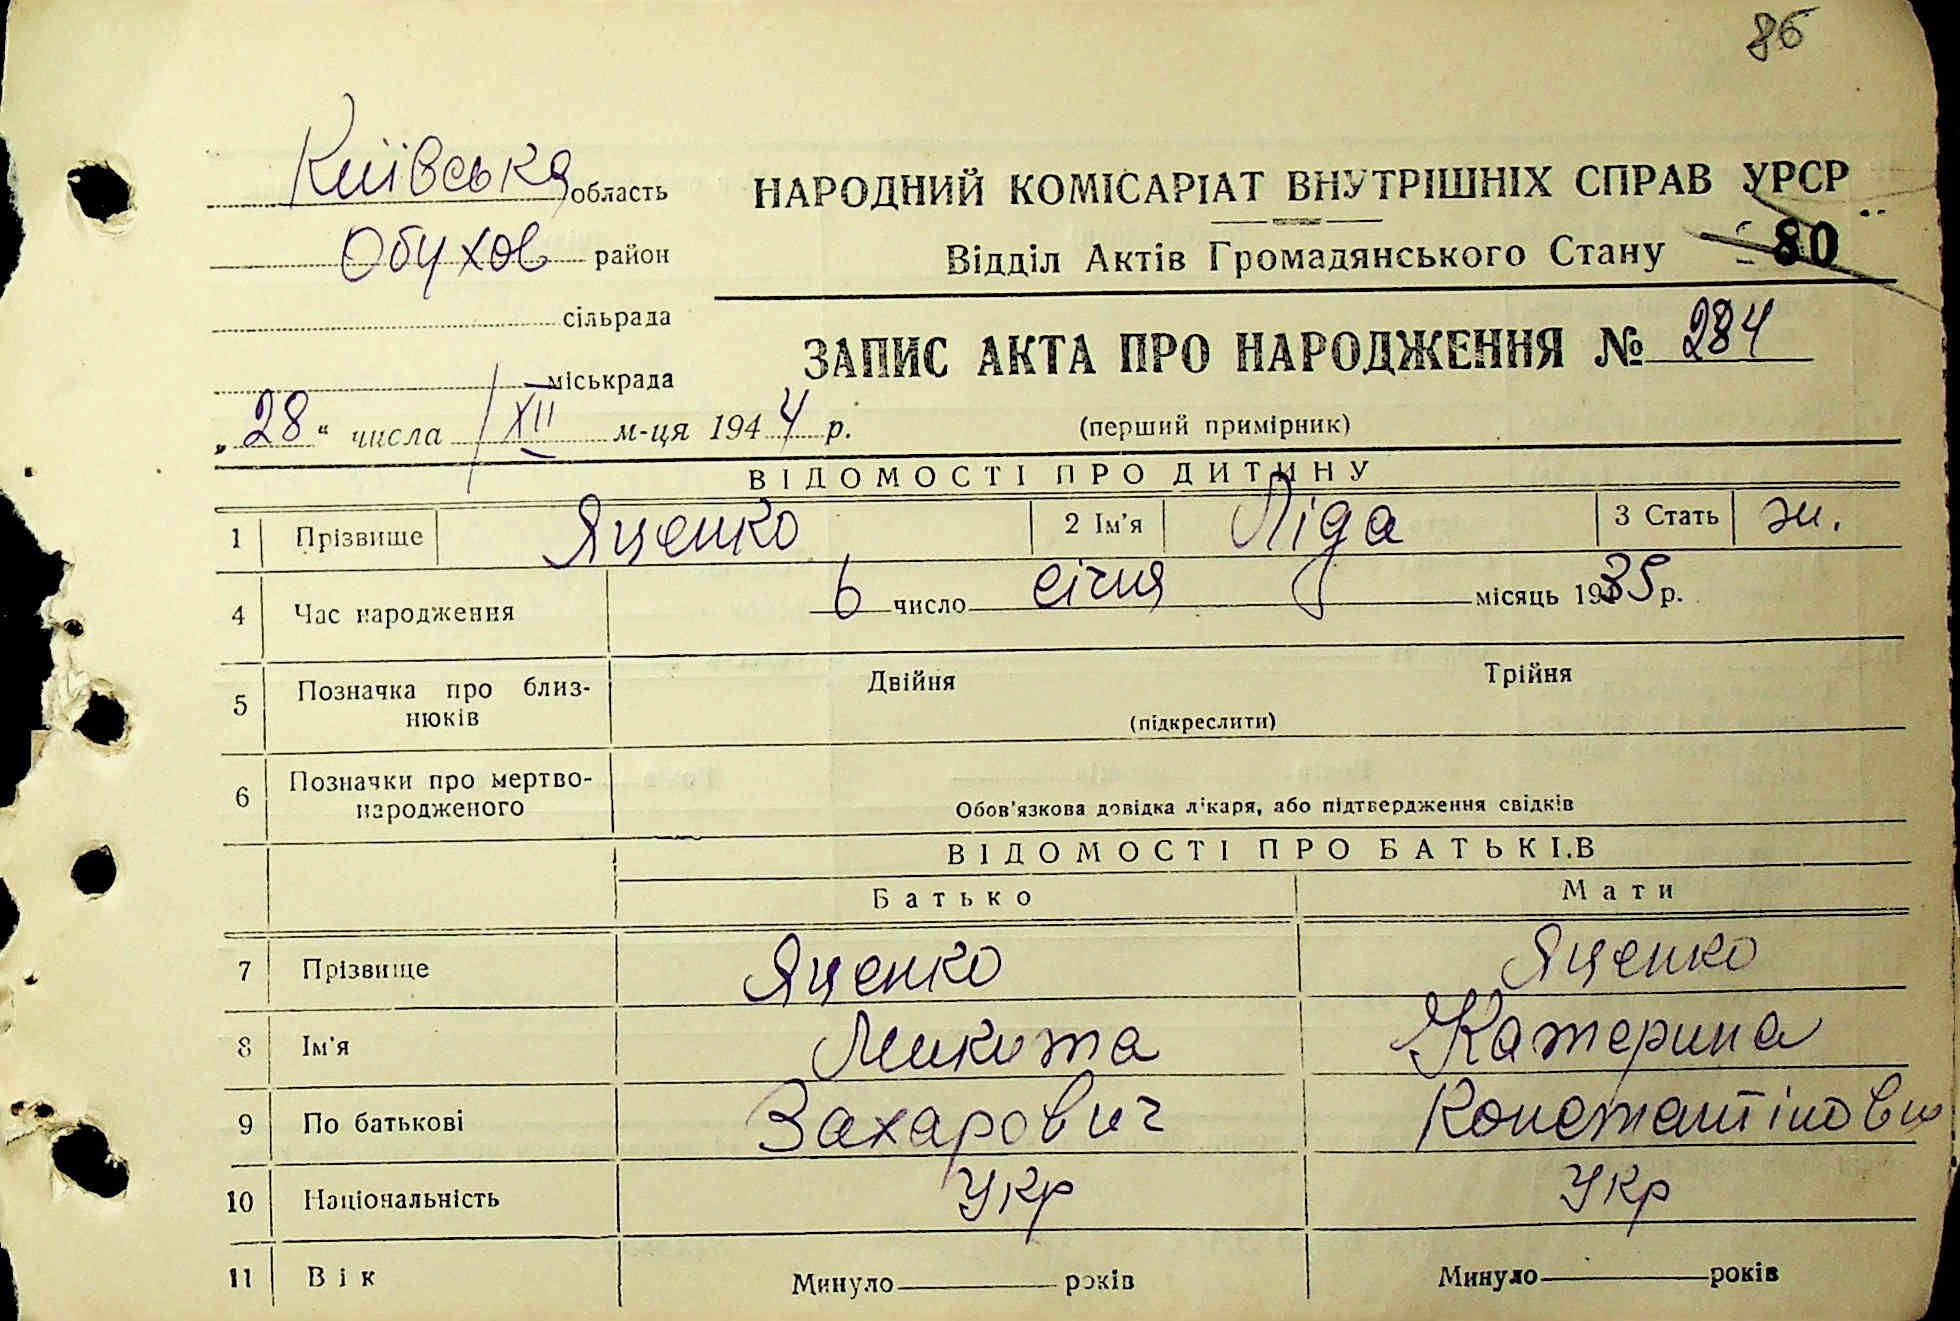 86
Київська область
Обухов район
сільрада
міськрада
НАРОДНИЙ КОМІСАРІАТ ВНУТРІШНІХ СПРАВ УРСР
Відділ Актів Громадянського Стану
80
ЗАПИС АКТА ПРО НАРОДЖЕННЯ № 284
„28“ числа XII м-ця 1944 р.
(перший примірник)
ВІДОМОСТІ ПРО ДИТИНУ
1 Прізвище Яценко 2 Ім'я Ліда 3 Стать ж.
4 Час народження 6 число січня місяць 1935 р.
5 Позначка про близ-
нюків
Двійня Трійня
(підкреслити)
6 Позначки про мертво-
народженого
Обов'язкова довідка лікаря, або підтвердження свідків
ВІДОМОСТІ ПРО БАТЬКІВ
Батько Мати
7 Прізвище Яценко Яценко
8 Ім'я Микита Катерина
9 По батькові Захарович
10 Національність Укр Укр
11 Вік Минуло років Минуло років